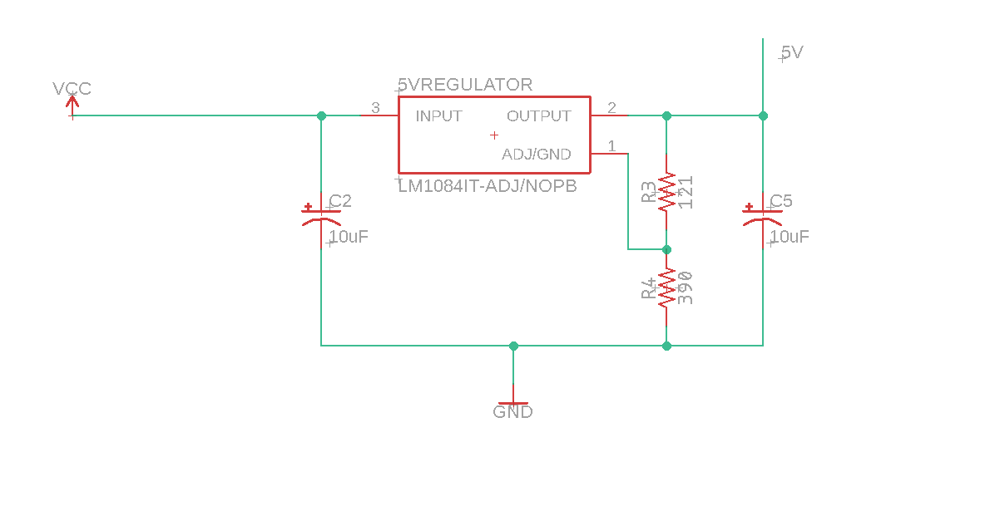 5V
VCC
5VREGULATOR
3
INPUT
OUTPUT
2
ADJ/GND
1
LM1084IT-ADJ/NOPB
R3
121
C2
10uF
C5
10uF
R4
390
GND